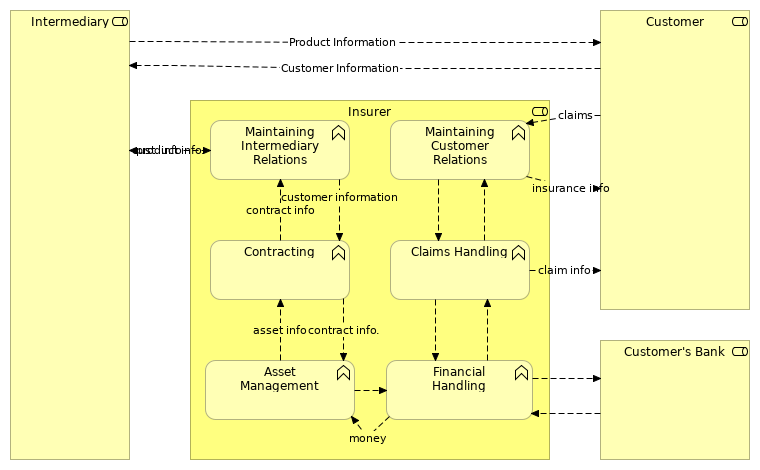 Intermediary
Customer
Product Information
Customer Information
Insurer
claims
Maintaining
Intermediary
Relations
Maintaining
Customer
Relations
insurance info
customer information
contract info
Contracting
Claims Handling
claim info
asset info
contract info.
Customer's Bank
Asset
Management
Financial
Handling
money